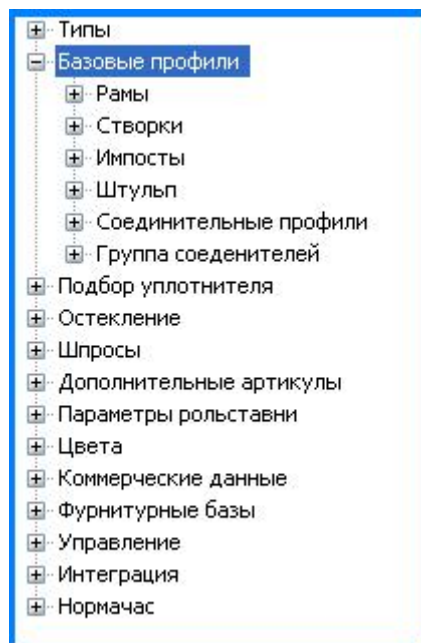 Типы
Базовые профили
Рамы
Створки
Импосты
Штульп
Соединительные профили
Группа соеденителей
Подбор уплотнителя
Остекление
Шпросы
Дополнительные артикулы
Параметры рольставни
Цвета
Коммерческие данные
Фурнитурные базы
Управление
Интеграция
Нормачас